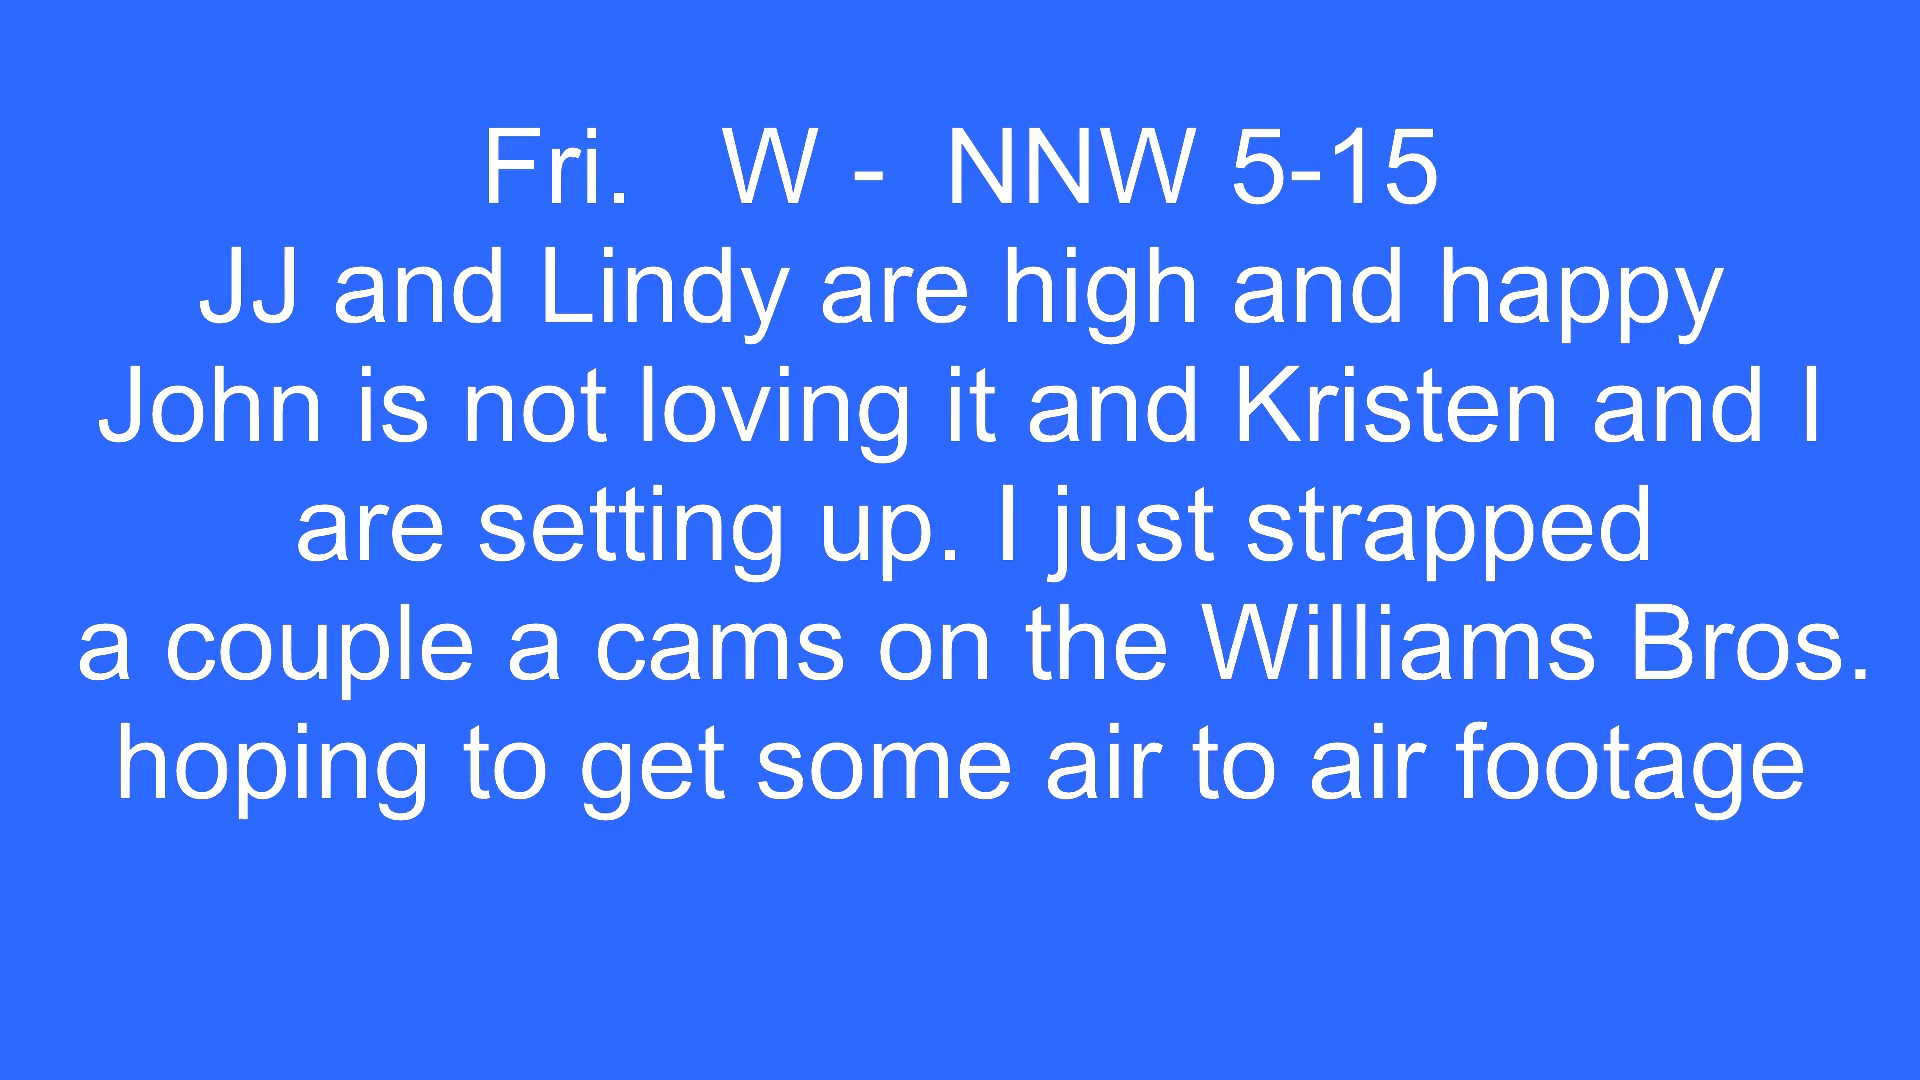 Fri.   W -  NNW 5-15
JJ and Lindy are high and happy
John is not loving it and Kristen and I
are setting up. I just strapped
a couple a cams on the Williams Bros.
hoping to get some air to air footage